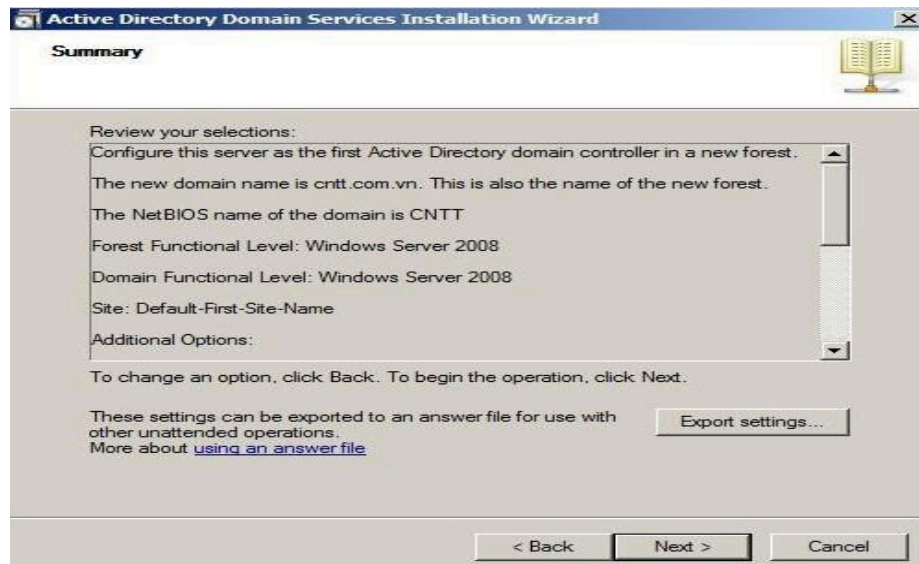 Active Directory Domain Services Installation Wizard
Summary
Review your selections:
Configure this server as the first Active Directory domain controller in a new forest.
The new domain name is cntt.com.vn. This is also the name of the new forest.
The NetBIOS name of the domain is CNTT
Forest Functional Level: Windows Server 2008
Domain Functional Level: Windows Server 2008
Site: Default-First-Site-Name
Additional Options:
To change an option, click Back. To begin the operation, click Next.
These settings can be exported to an answer file for use with
other unattended operations.
More about using an answer file
Export settings...
< Back
Next >
Cancel